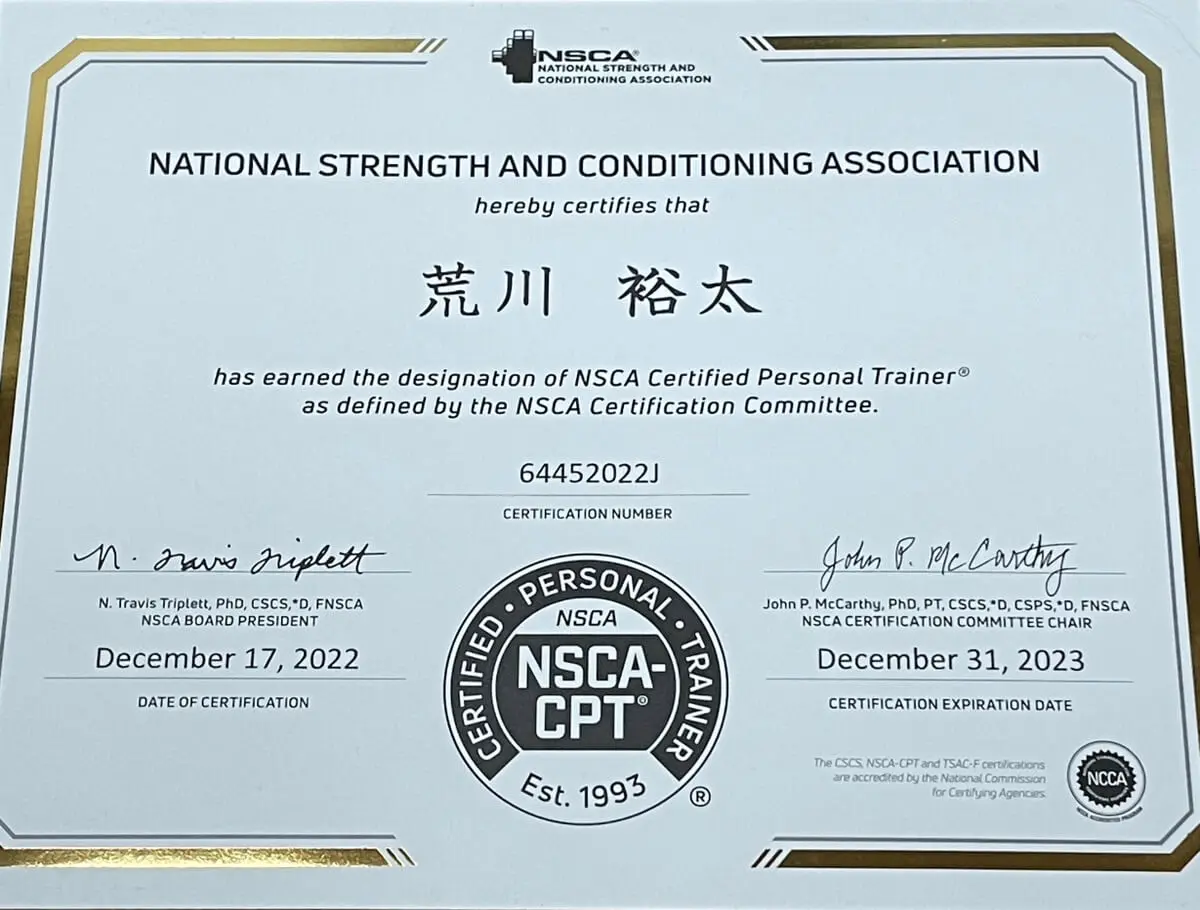 NSCA®
NATIONAL STRENGTH AND
CONDITIONING ASSOCIATION
NATIONAL STRENGTH AND CONDITIONING ASSOCIATION
hereby certifies that
荒川 裕太
has earned the designation of NSCA Certified Personal Trainer®
as defined by the NSCA Certification Committee.
64452022J
CERTIFICATION NUMBER
N. Travis Triplett
N. Travis Triplett, PhD, CSCS,*D, FNSCA
NSCA BOARD PRESIDENT
December 17, 2022
DATE OF CERTIFICATION
CERTIFIED • PERSONAL • TRAINER
NSCA
NSCA-
CPT®
Est. 1993
®
John P. McCarthy
John P. McCarthy, PhD, PT, CSCS,*D, CSPS,*D, FNSCA
NSCA CERTIFICATION COMMITTEE CHAIR
December 31, 2023
CERTIFICATION EXPIRATION DATE
The CSCS, NSCA-CPT and TSAC-F certifications
are accredited by the National Commission
for Certifying Agencies.
NCCA